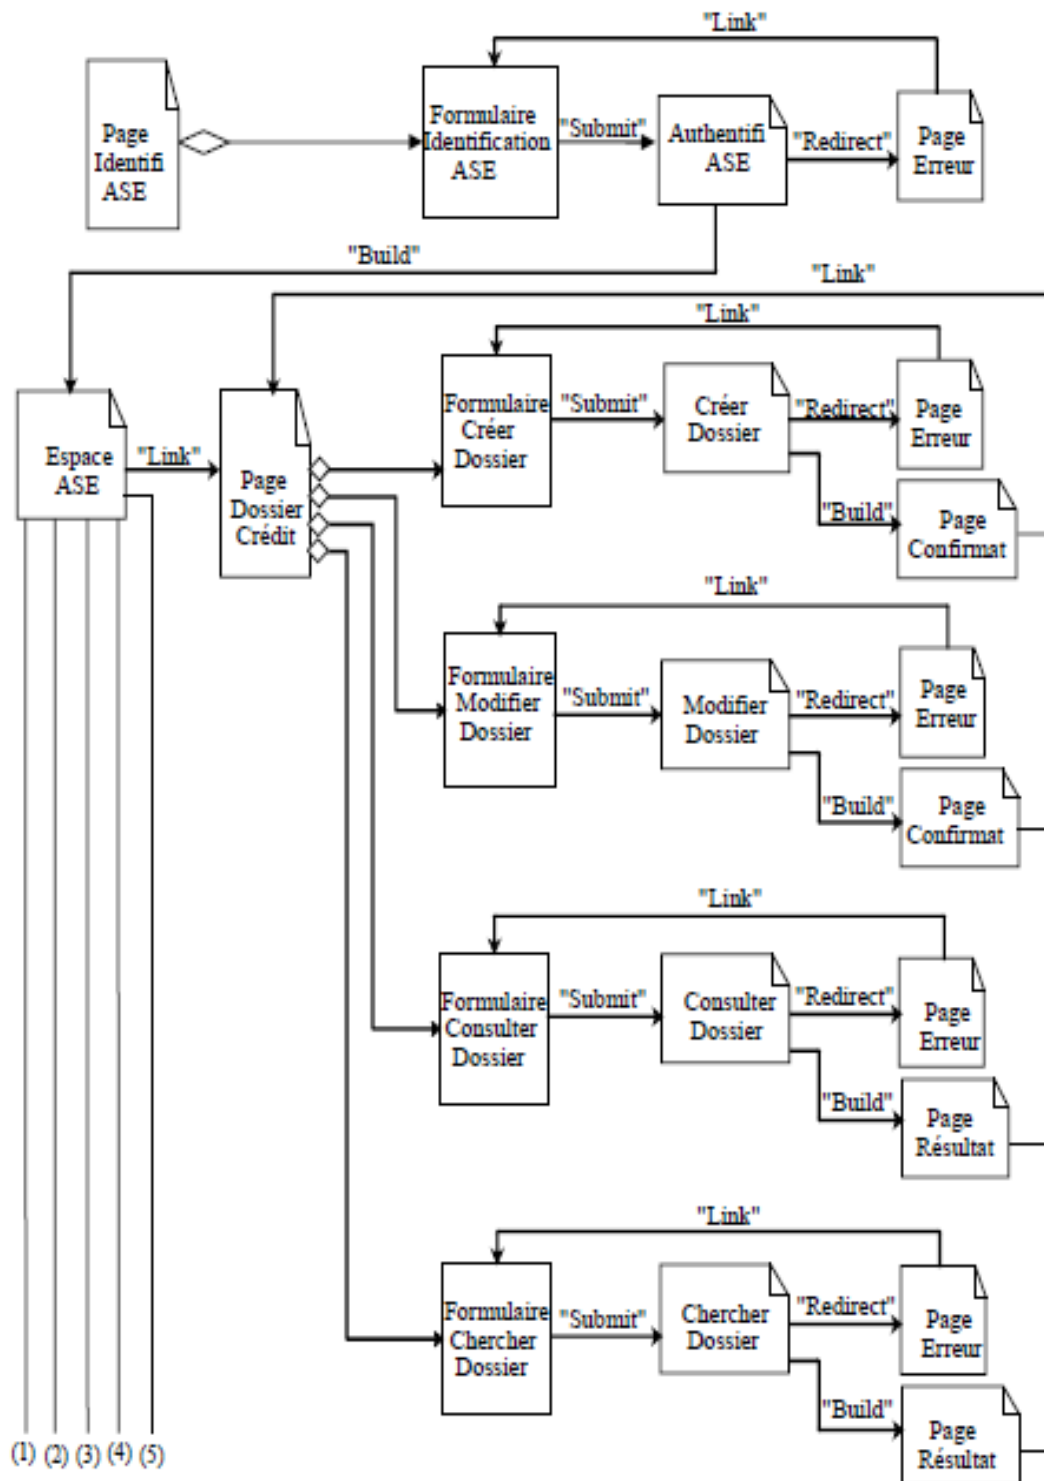 "Link"
Page
Identifi
ASE
Formulaire
Identification
ASE
"Submit"
Authentifi
ASE
"Redirect"
Page
Erreur
"Build"
"Link"
"Link"
Espace
ASE
"Link"
Page
Dossier
Crédit
Formulaire
Créer
Dossier
"Submit"
Créer
Dossier
"Redirect"
Page
Erreur
"Build"
Page
Confirmat
"Link"
Formulaire
Modifier
Dossier
"Submit"
Modifier
Dossier
"Redirect"
Page
Erreur
"Build"
Page
Confirmat
"Link"
Formulaire
Consulter
Dossier
"Submit"
Consulter
Dossier
"Redirect"
Page
Erreur
"Build"
Page
Résultat
"Link"
Formulaire
Chercher
Dossier
"Submit"
Chercher
Dossier
"Redirect"
Page
Erreur
"Build"
Page
Résultat
(1) (2) (3) (4) (5)